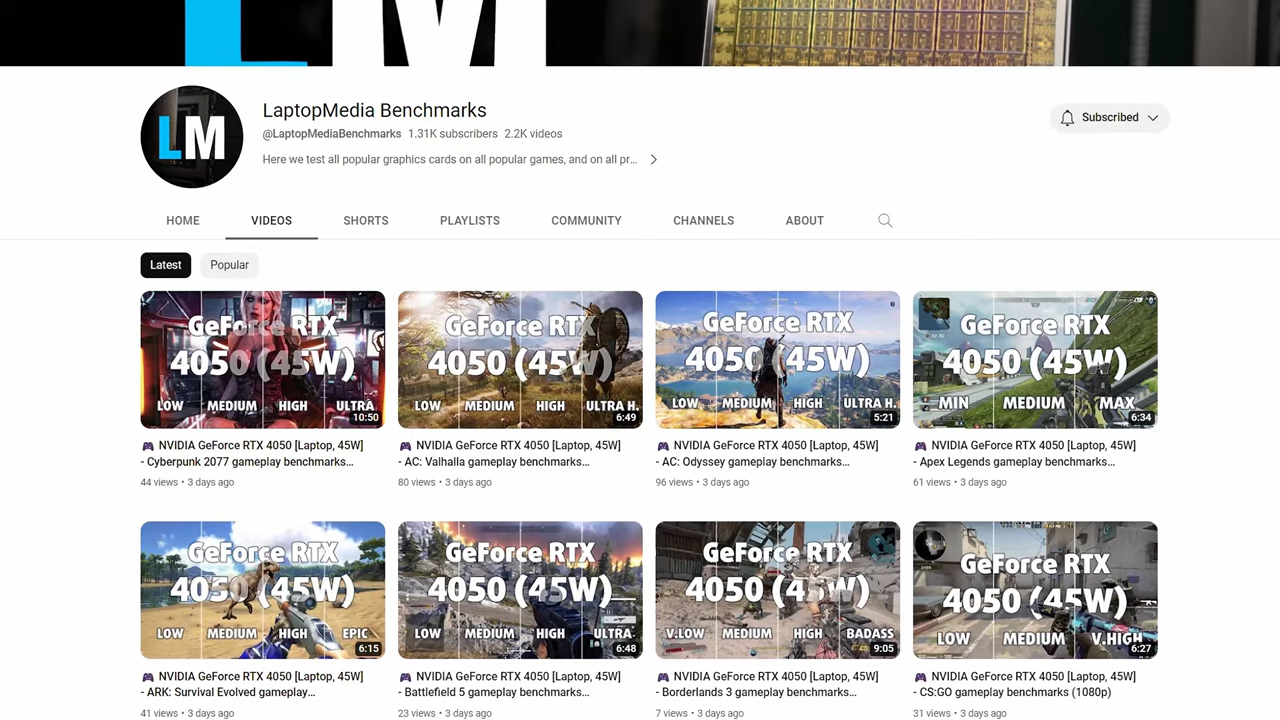 LM
LM
LaptopMedia Benchmarks
@LaptopMediaBenchmarks 1.31K subscribers 2.2K videos
Here we test all popular graphics cards on all popular games, and on all pr...
Subscribed
HOME VIDEOS SHORTS PLAYLISTS COMMUNITY CHANNELS ABOUT
Latest Popular
GeForce RTX
4050 (45W)
LOW MEDIUM HIGH ULTRA
10:50
NVIDIA GeForce RTX 4050 [Laptop, 45W]
- Cyberpunk 2077 gameplay benchmarks...
44 views • 3 days ago
GeForce RTX
4050 (45W)
LOW MEDIUM HIGH ULTRA H.
6:49
NVIDIA GeForce RTX 4050 [Laptop, 45W]
- AC: Valhalla gameplay benchmarks...
80 views • 3 days ago
GeForce RTX
4050 (45W)
LOW MEDIUM HIGH ULTRA H.
5:21
NVIDIA GeForce RTX 4050 [Laptop, 45W]
- AC: Odyssey gameplay benchmarks...
96 views • 3 days ago
GeForce RTX
4050 (45W)
MIN MEDIUM MAX
6:34
NVIDIA GeForce RTX 4050 [Laptop, 45W]
- Apex Legends gameplay benchmarks...
61 views • 3 days ago
GeForce RTX
4050 (45W)
LOW MEDIUM HIGH EPIC
6:15
NVIDIA GeForce RTX 4050 [Laptop, 45W]
- ARK: Survival Evolved gameplay...
41 views • 3 days ago
GeForce RTX
4050 (45W)
LOW MEDIUM HIGH ULTRA
6:48
NVIDIA GeForce RTX 4050 [Laptop, 45W]
- Battlefield 5 gameplay benchmarks...
23 views • 3 days ago
GeForce RTX
4050 (45W)
V.LOW MEDIUM HIGH BADASS
9:05
NVIDIA GeForce RTX 4050 [Laptop, 45W]
- Borderlands 3 gameplay benchmarks...
7 views • 3 days ago
GeForce RTX
4050 (45W)
LOW MEDIUM V.HIGH
6:27
NVIDIA GeForce RTX 4050 [Laptop, 45W]
- CS:GO gameplay benchmarks (1080p)
31 views • 3 days ago